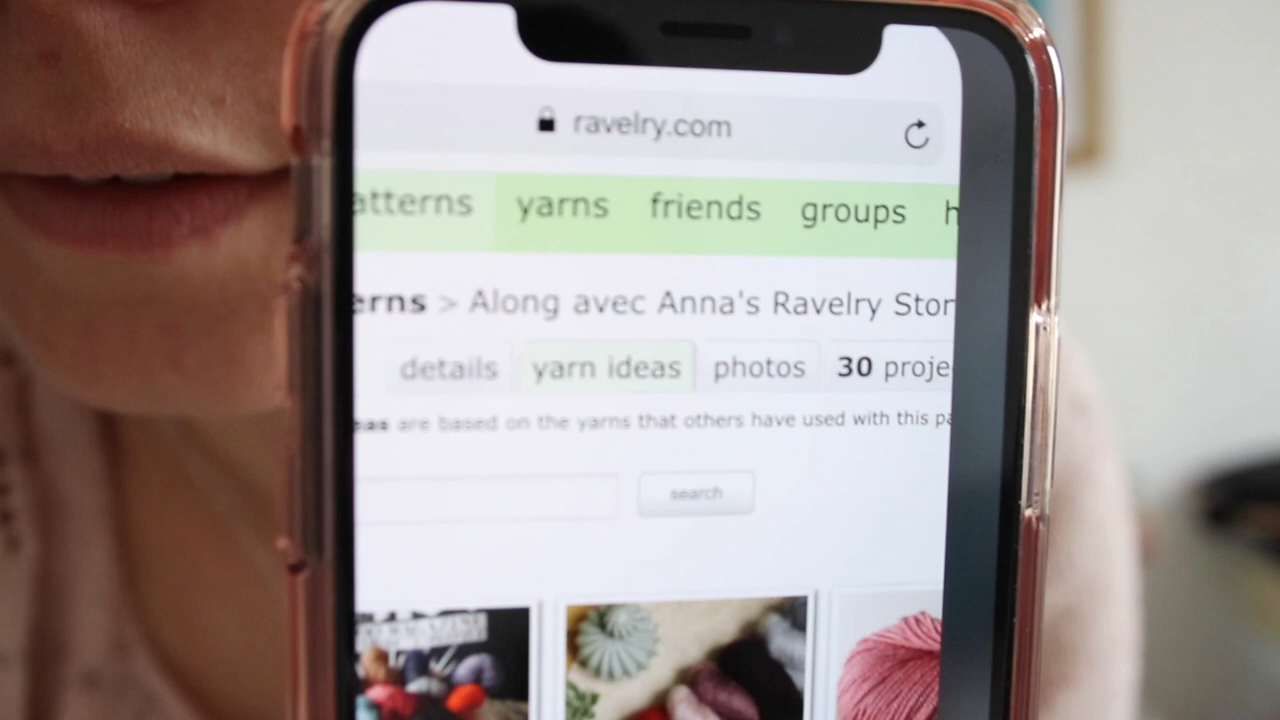 ravelry.com
atterns yarns friends groups h
erns > Along avec Anna's Ravelry Stor
details yarn ideas photos 30 proje
eas are based on the yarns that others have used with this pa
search